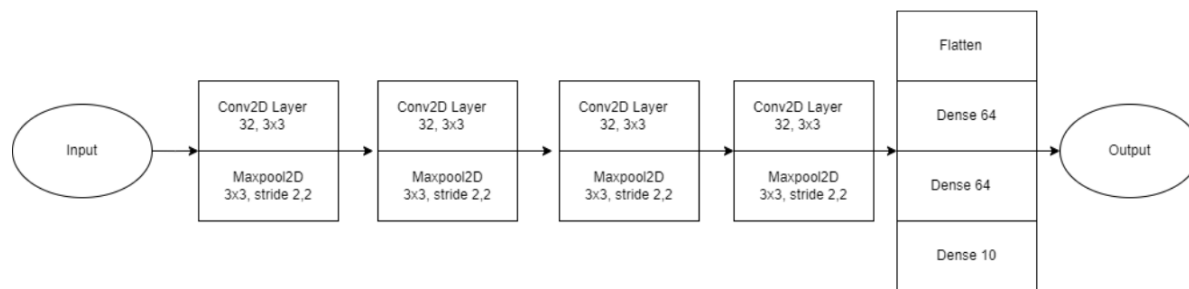 Input
Conv2D Layer
32, 3x3
Maxpool2D
3x3, stride 2,2
Conv2D Layer
32, 3x3
Maxpool2D
3x3, stride 2,2
Conv2D Layer
32, 3x3
Maxpool2D
3x3, stride 2,2
Conv2D Layer
32, 3x3
Maxpool2D
3x3, stride 2,2
Flatten
Dense 64
Dense 64
Dense 10
Output